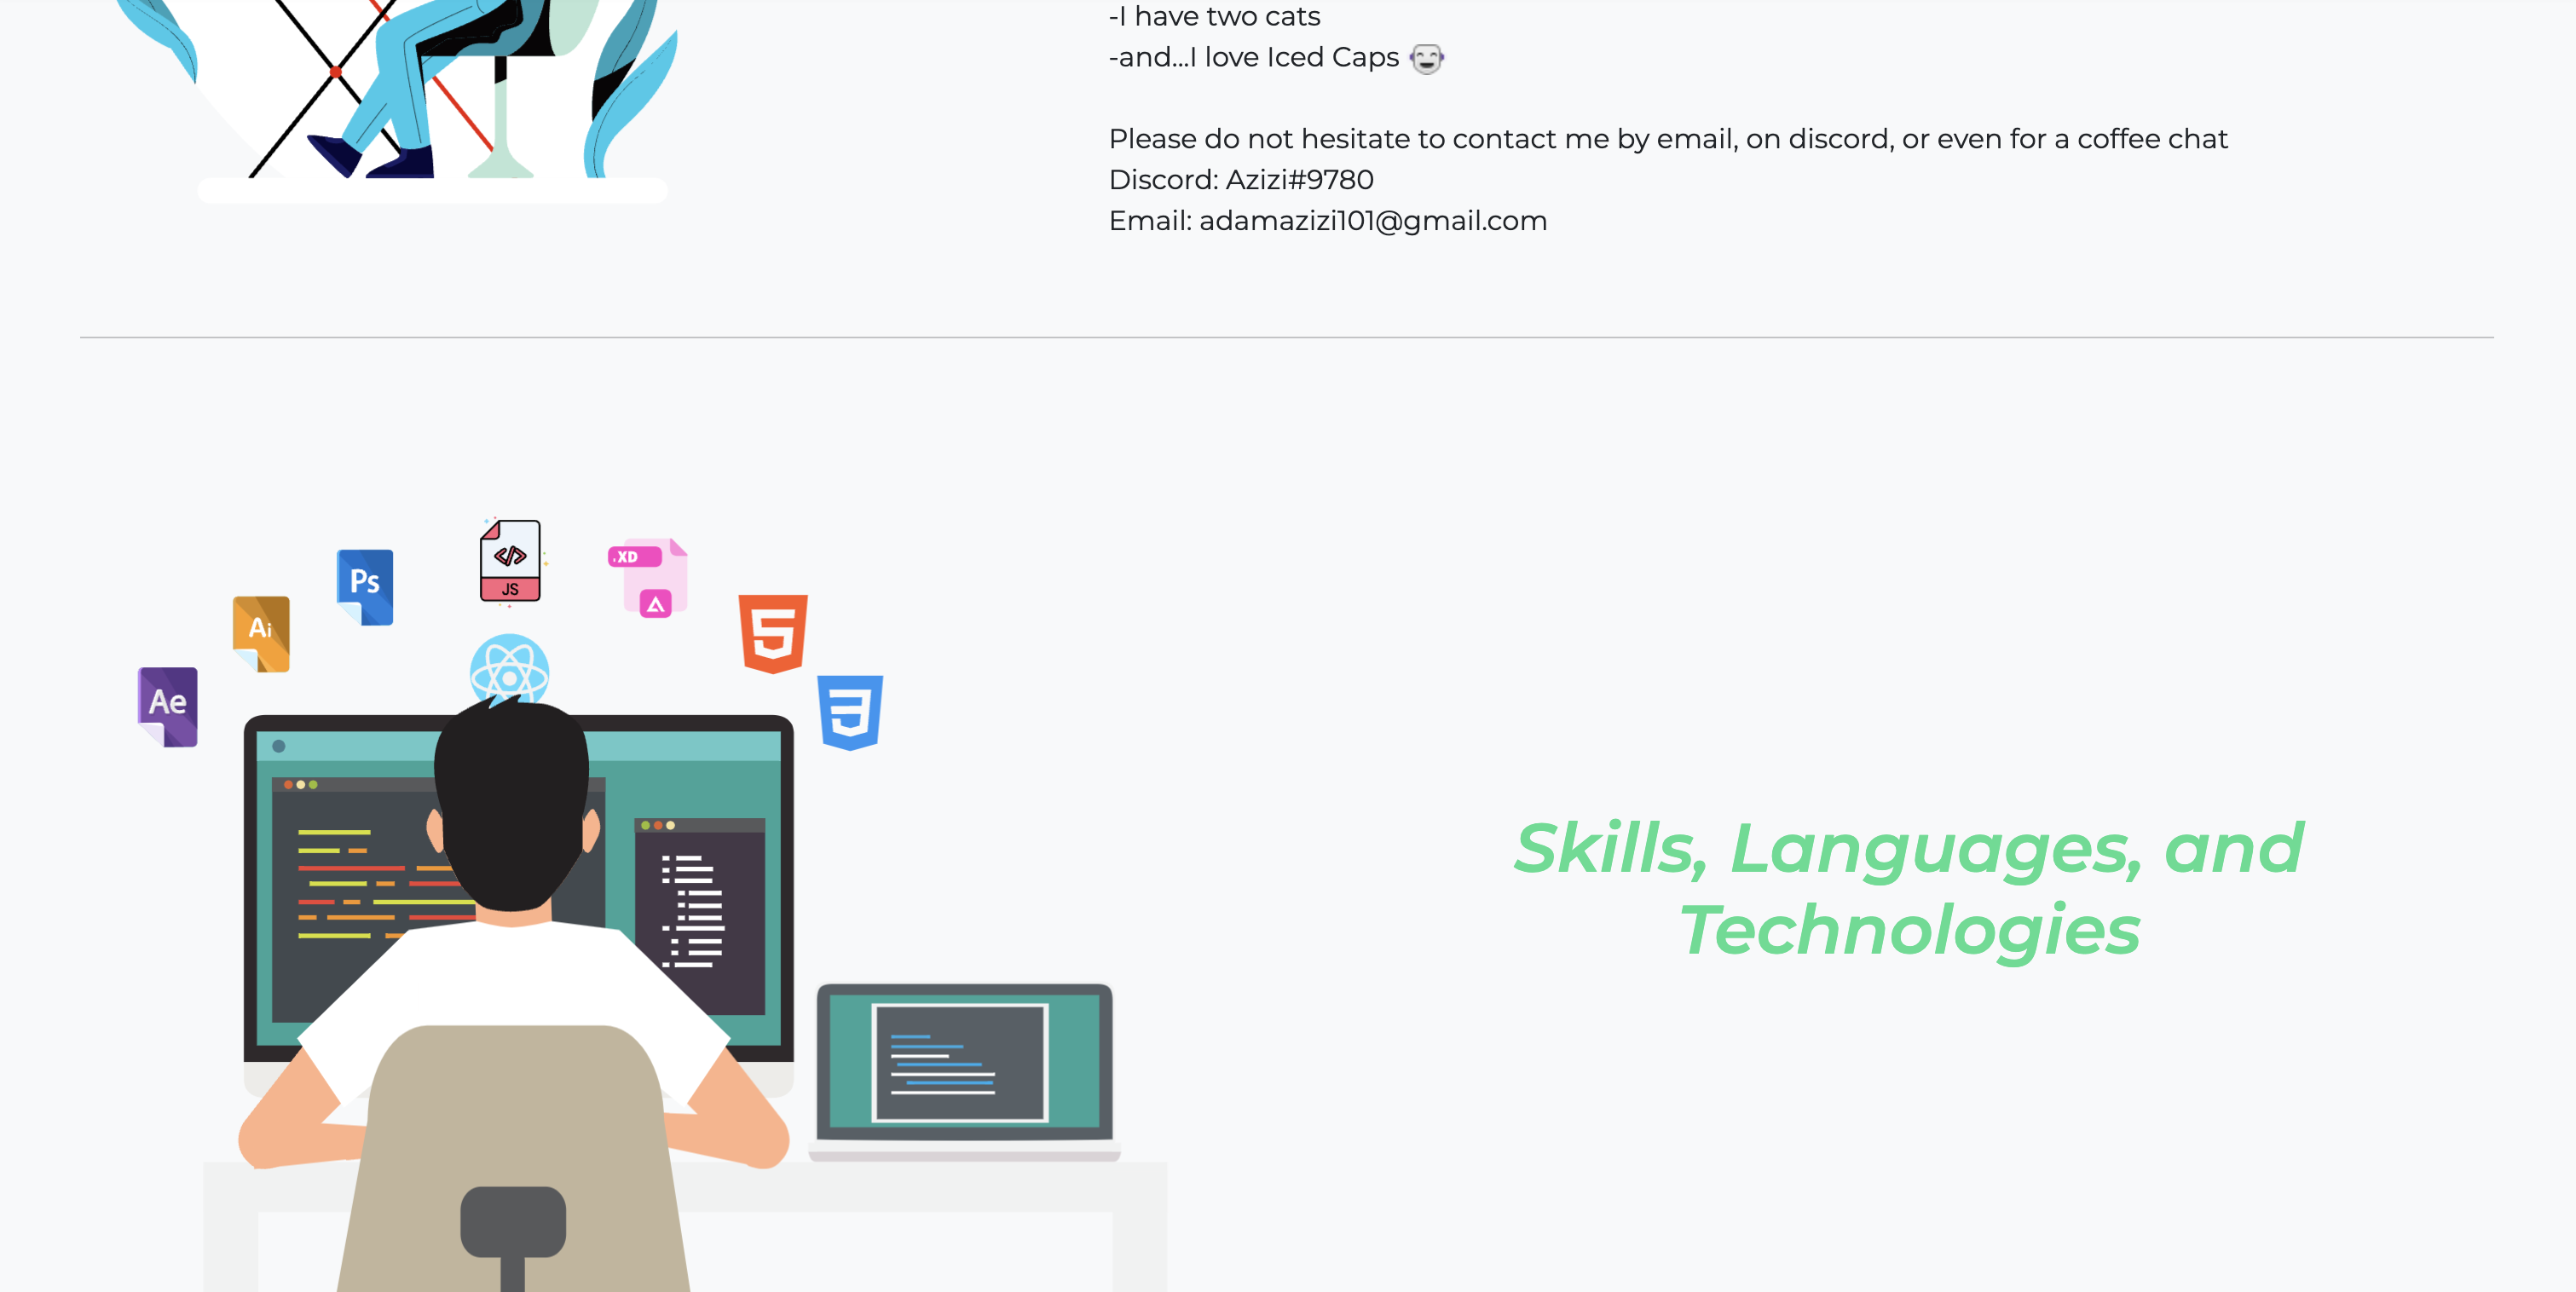 -I have two cats
-and...I love Iced Caps
Please do not hesitate to contact me by email, on discord, or even for a coffee chat
Discord: Azizi#9780
Email: adamazizi101@gmail.com
JS
.XD
Ps
Ai
Ae
Skills, Languages, and
Technologies